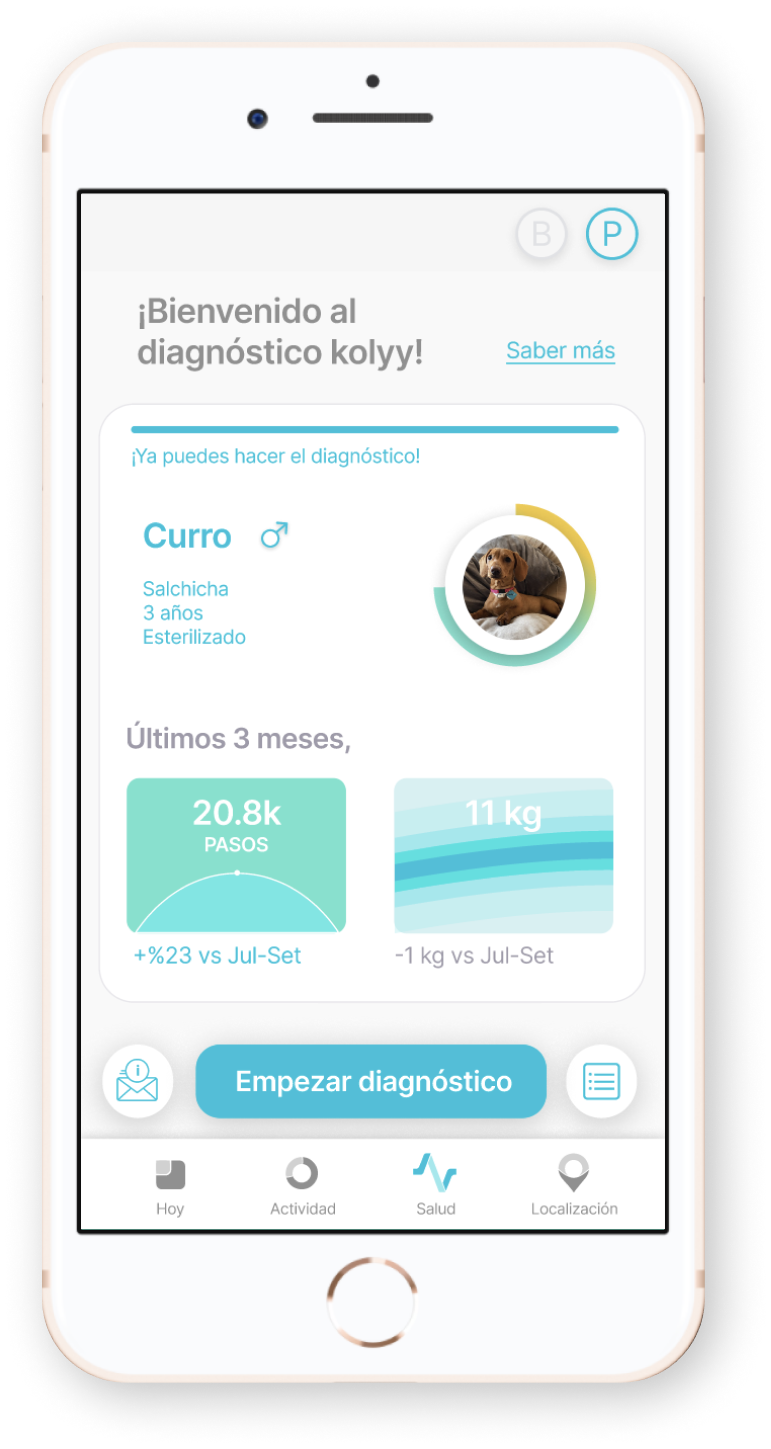 B P
¡Bienvenido al
diagnóstico kolyy!
Saber más
¡Ya puedes hacer el diagnóstico!
Curro
Salchicha
3 años
Esterilizado
Últimos 3 meses,
20.8k
PASOS
11 kg
+%23 vs Jul-Set
-1 kg vs Jul-Set
i
Empezar diagnóstico
Hoy
Actividad
Salud
Localización